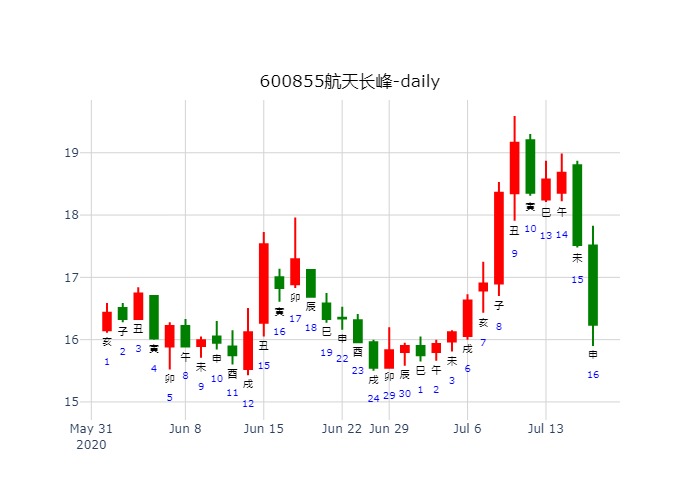 600855航天长峰-daily
19
18
17
16
15
亥
1
子
2
丑
3
寅
4
卯
5
午
8
未
9
申
10
酉
11
戌
12
丑
15
寅
16
卯
17
辰
18
巳
19
申
22
酉
23
戌
24
卯
29
辰
30
巳
1
午
2
未
3
戌
6
亥
7
子
8
丑
9
寅
10
巳
13
午
14
未
15
申
16
May 31
2020
Jun 8
Jun 15
Jun 22
Jun 29
Jul 6
Jul 13